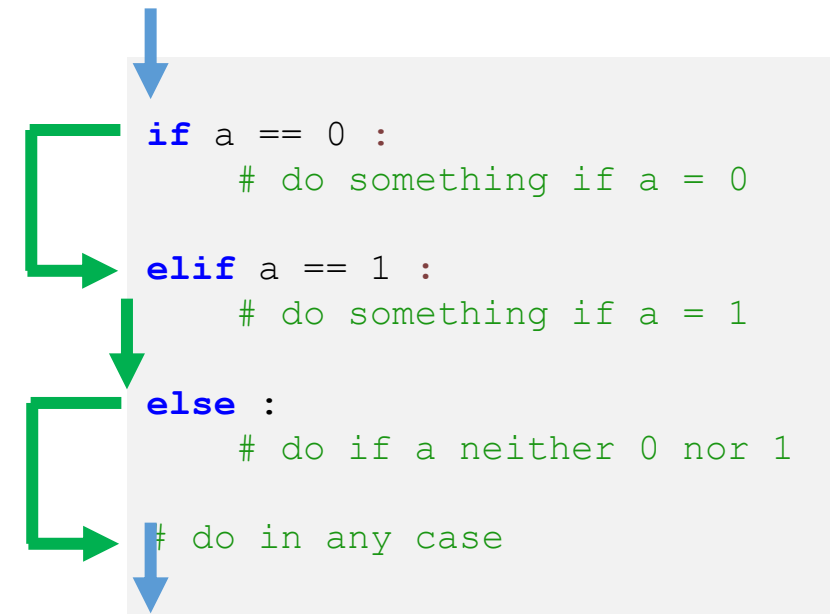 if a == 0 :
# do something if a = 0
elif a == 1 :
# do something if a = 1
else :
# do if a neither 0 nor 1
# do in any case